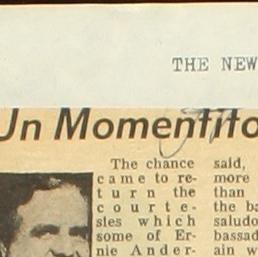 THE NEW
Un Momentito
The chance
came to re-
turn the
courte-
sies which
some of Er-
nie Ander-
said,
more
than
the ba
saludo
bassad
ain w